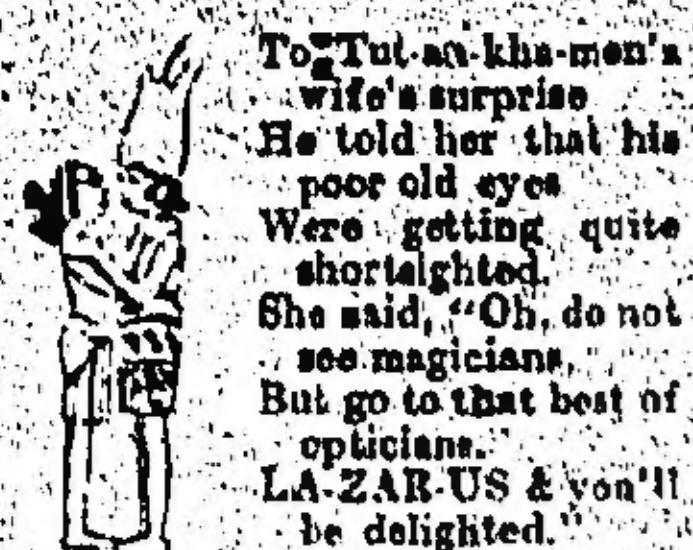 To Tut-an-kha-men's
wife's surprise
He told her that his
poor old eyes
Were getting quite
shortsighted.
She said, "Oh, do not
see magicians,
But go to that best of
opticians."
LA-ZAR-US & you'll
be delighted."